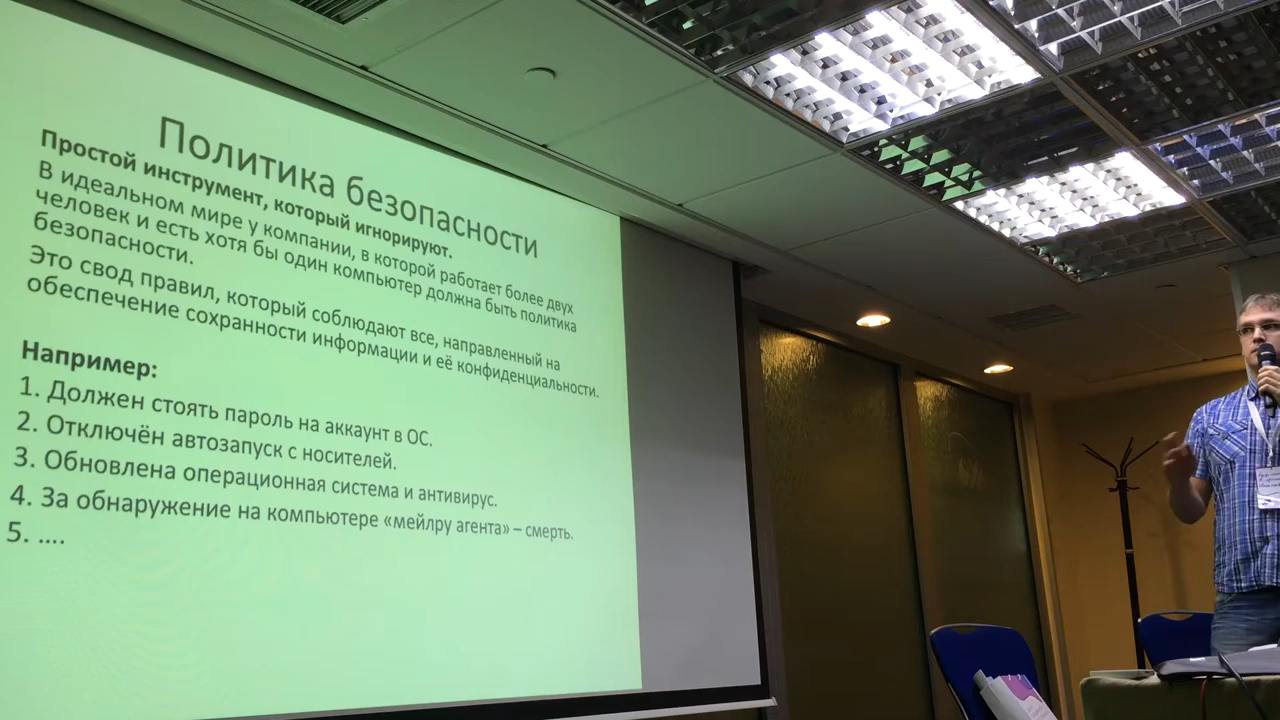 Политика безопасности
Простой инструмент, который игнорируют.
В идеальном мире у компании, в которой работает более двух
человек и есть хотя бы один компьютер должна быть политика
безопасности.
Это свод правил, который соблюдают все, направленный на
обеспечение сохранности информации и её конфиденциальности.
Например:
1. Должен стоять пароль на аккаунт в ОС.
2. Отключён автозапуск с носителей.
3. Обновлена операционная система и антивирус.
4. За обнаружение на компьютере «мейлру агента» – смерть.
5. ....